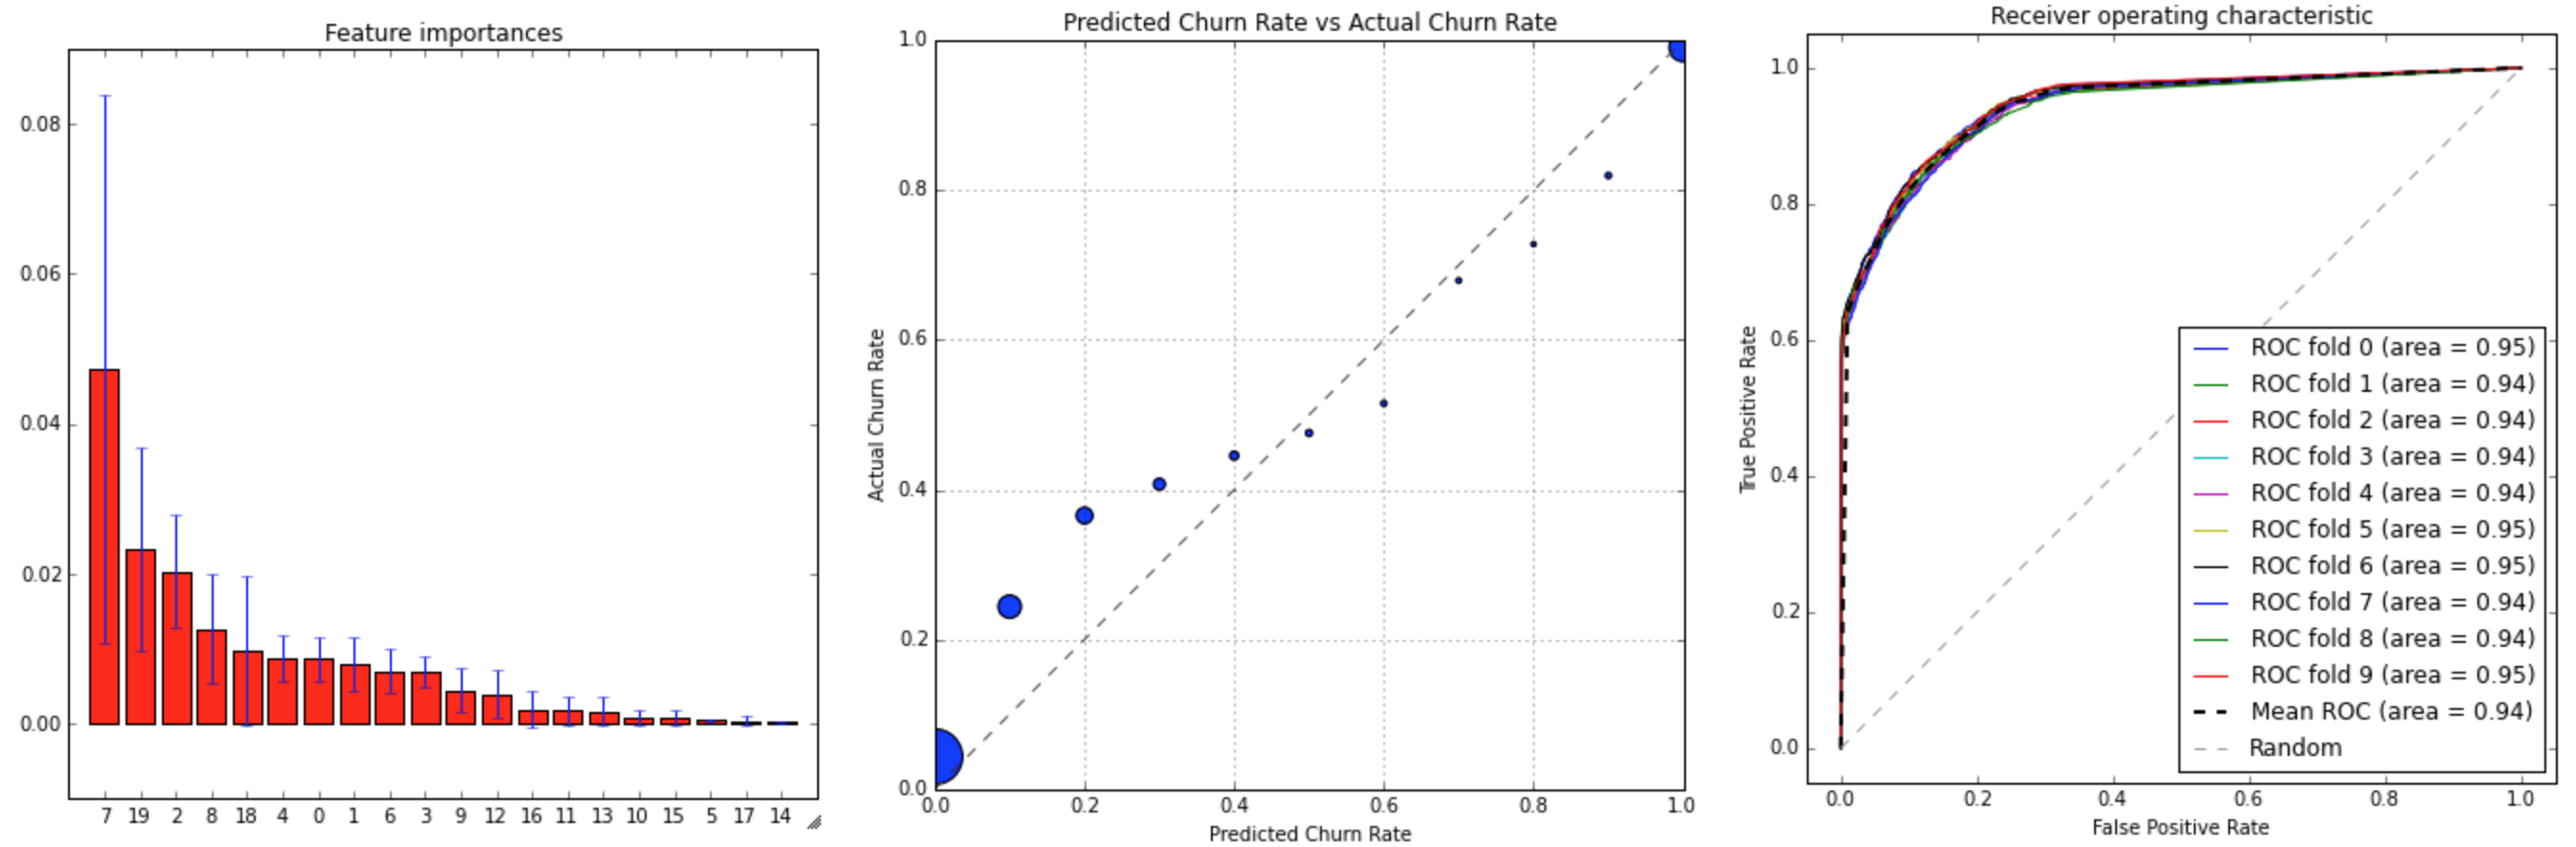 Feature importances
0.08
0.06
0.04
0.02
0.00
7 19 2 8 18 4 0 1 6 3 9 12 16 11 13 10 15 5 17 14
Predicted Churn Rate vs Actual Churn Rate
Actual Churn Rate
1.0
0.8
0.6
0.4
0.2
0.0
0.0 0.2 0.4 0.6 0.8 1.0
Predicted Churn Rate
Receiver operating characteristic
True Positive Rate
1.0
0.8
0.6
0.4
0.2
0.0
ROC fold 0 (area = 0.95)
ROC fold 1 (area = 0.94)
ROC fold 2 (area = 0.94)
ROC fold 3 (area = 0.94)
ROC fold 4 (area = 0.94)
ROC fold 5 (area = 0.95)
ROC fold 6 (area = 0.95)
ROC fold 7 (area = 0.94)
ROC fold 8 (area = 0.94)
ROC fold 9 (area = 0.95)
Mean ROC (area = 0.94)
Random
0.0 0.2 0.4 0.6 0.8 1.0
False Positive Rate